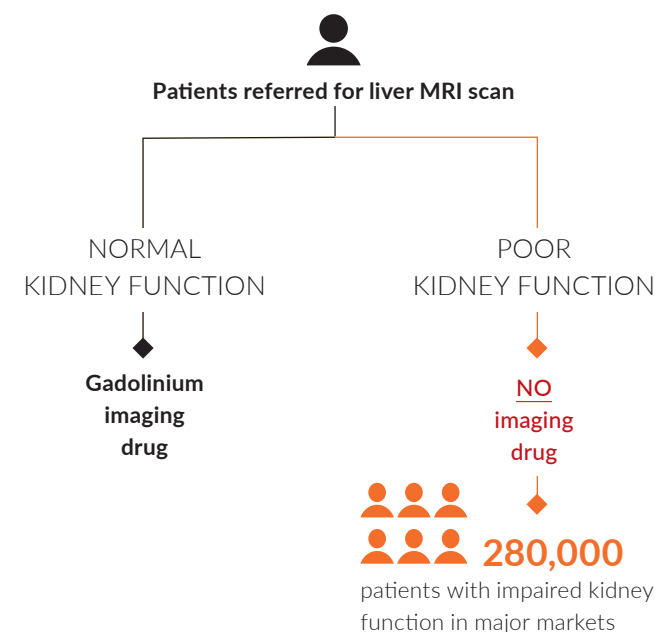 Patients referred for liver MRI scan
NORMAL
KIDNEY FUNCTION
Gadolinium
imaging
drug
POOR
KIDNEY FUNCTION
NO
imaging
drug
280,000
patients with impaired kidney
function in major markets